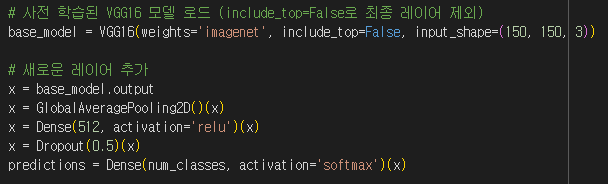 # 사전 학습된 VGG16 모델 로드 (include_top=False로 최종 레이어 제외)
base_model = VGG16(weights='imagenet', include_top=False, input_shape=(150, 150, 3))
# 새로운 레이어 추가
x = base_model.output
x = GlobalAveragePooling2D()(x)
x = Dense(512, activation='relu')(x)
x = Dropout(0.5)(x)
predictions = Dense(num_classes, activation='softmax')(x)